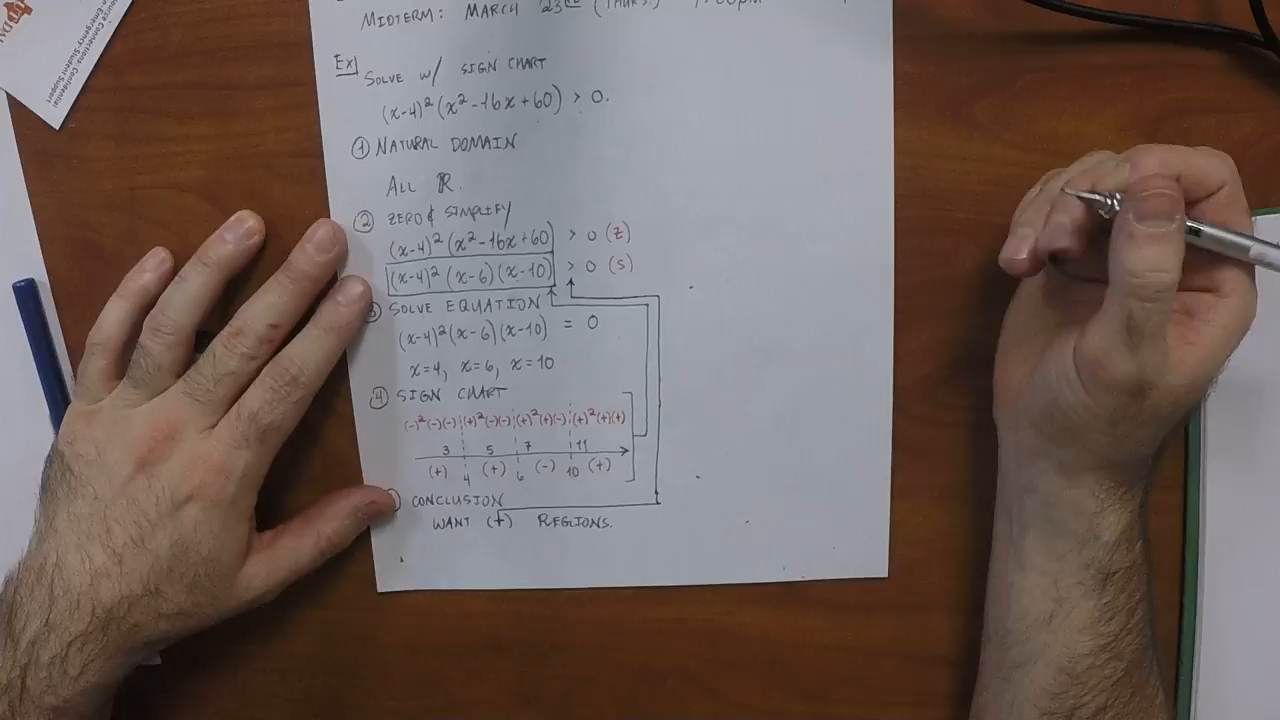 MIDTERM: MARCH 23RD (THURS.)
Ex) SOLVE W/ SIGN CHART
(x-4)² (x²-16x+60) > 0.
① NATURAL DOMAIN
ALL ℝ.
② ZERO & SIMPLIFY
(x-4)² (x²-16x+60) > 0 (Z)
(x-4)² (x-6)(x-10) > 0 (S)
SOLVE EQUATION
(x-4)² (x-6)(x-10) = 0
x=4, x=6, x=10
④ SIGN CHART
(-)²(-)(-) (+)²(-)(-) (+)²(+)(-) (+)²(+)(+)
3 5 7 11
(+) 4 (+) 6 (-) 10 (+)
CONCLUSION
WANT (+) REGIONS.
Emergency Student Support